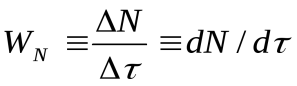 W_N ≡ ΔN/Δτ ≡ dN / dτ